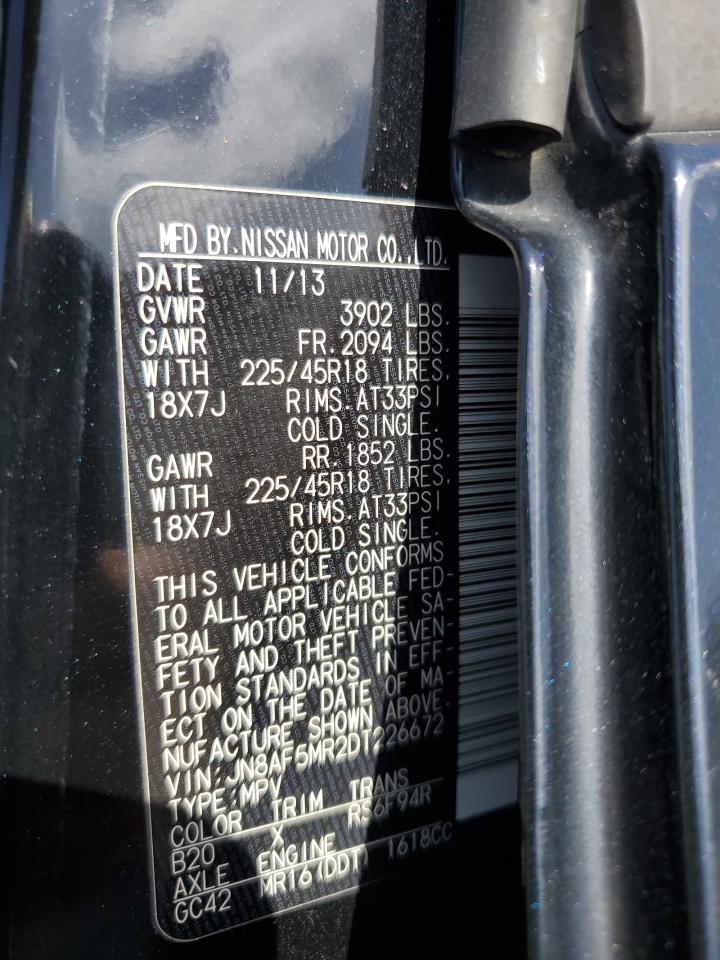 MFD BY.NISSAN MOTOR CO.,LTD.
DATE 11/13
GVWR 3902 LBS.
GAWR FR.2094 LBS.
WITH 225/45R18 TIRES,
18X7J RIMS.AT33PSI
COLD SINGLE.
GAWR RR.1852 LBS.
WITH 225/45R18 TIRES,
18X7J RIMS.AT33PSI
COLD SINGLE.
THIS VEHICLE CONFORMS
TO ALL APPLICABLE FED-
ERAL MOTOR VEHICLE SA-
FETY AND THEFT PREVEN-
TION STANDARDS IN EFF-
ECT ON THE DATE OF MA-
NUFACTURE SHOWN ABOVE.
VIN:JN8AF5MR2DT226672
TYPE:MPV
COLOR TRIM TRANS
B20 X RS6F94R
AXLE ENGINE
GC42 MR16(DDT) 1618CC